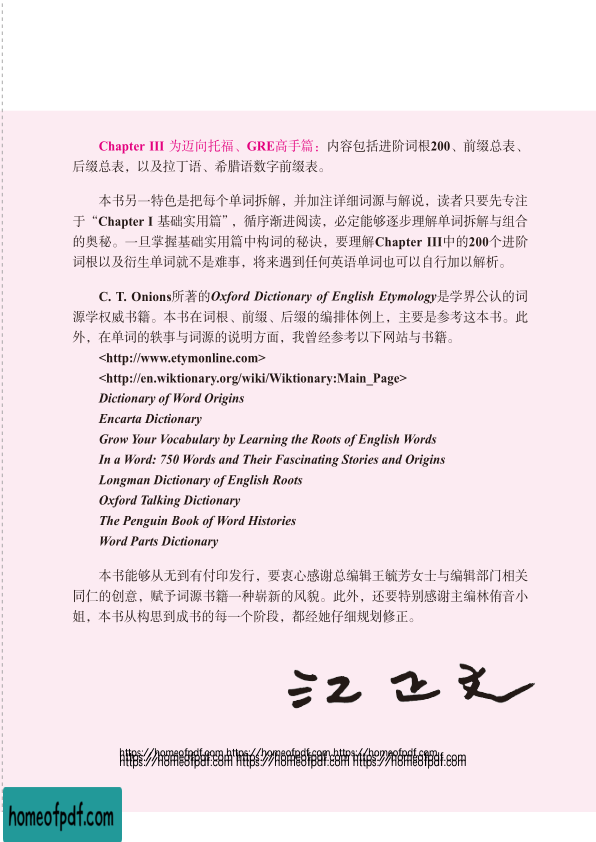 Chapter III 为迈向托福、GRE高手篇：内容包括进阶词根200、前缀总表、
后缀总表，以及拉丁语、希腊语数字前缀表。
本书另一特色是把每个单词拆解，并加注详细词源与解说，读者只要先专注
于“Chapter I 基础实用篇”，循序渐进阅读，必定能够逐步理解单词拆解与组合
的奥秘。一旦掌握基础实用篇中构词的秘诀，要理解Chapter III中的200个进阶
词根以及衍生单词就不是难事，将来遇到任何英语单词也可以自行加以解析。
C. T. Onions所著的Oxford Dictionary of English Etymology是学界公认的词
源学权威书籍。本书在词根、前缀、后缀的编排体例上，主要是参考这本书。此
外，在单词的轶事与词源的说明方面，我曾经参考以下网站与书籍。
<http://www.etymonline.com>
<http://en.wiktionary.org/wiki/Wiktionary:Main_Page>
Dictionary of Word Origins
Encarta Dictionary
Grow Your Vocabulary by Learning the Roots of English Words
In a Word: 750 Words and Their Fascinating Stories and Origins
Longman Dictionary of English Roots
Oxford Talking Dictionary
The Penguin Book of Word Histories
Word Parts Dictionary
本书能够从无到有付印发行，要衷心感谢总编辑王毓芳女士与编辑部门相关
同仁的创意，赋予词源书籍一种崭新的风貌。此外，还要特别感谢主编林侑音小
姐，本书从构思到成书的每一个阶段，都经她仔细规划修正。
江正文
https://homeofpdf.com https://homeofpdf.com https://homeofpdf.com
https://homeofpdf.com https://homeofpdf.com https://homeofpdf.com
homeofpdf.com